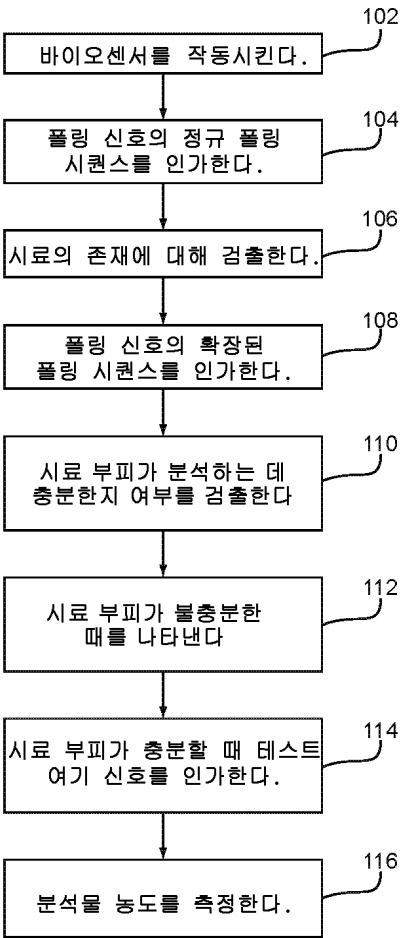 102
바이오센서를 작동시킨다.
104
폴링 신호의 정규 폴링
시퀀스를 인가한다.
106
시료의 존재에 대해 검출한다.
108
폴링 신호의 확장된
폴링 시퀀스를 인가한다.
110
시료 부피가 분석하는 데
충분한지 여부를 검출한다
112
시료 부피가 불충분한
때를 나타낸다
114
시료 부피가 충분할 때 테스트
여기 신호를 인가한다.
116
분석물 농도를 측정한다.